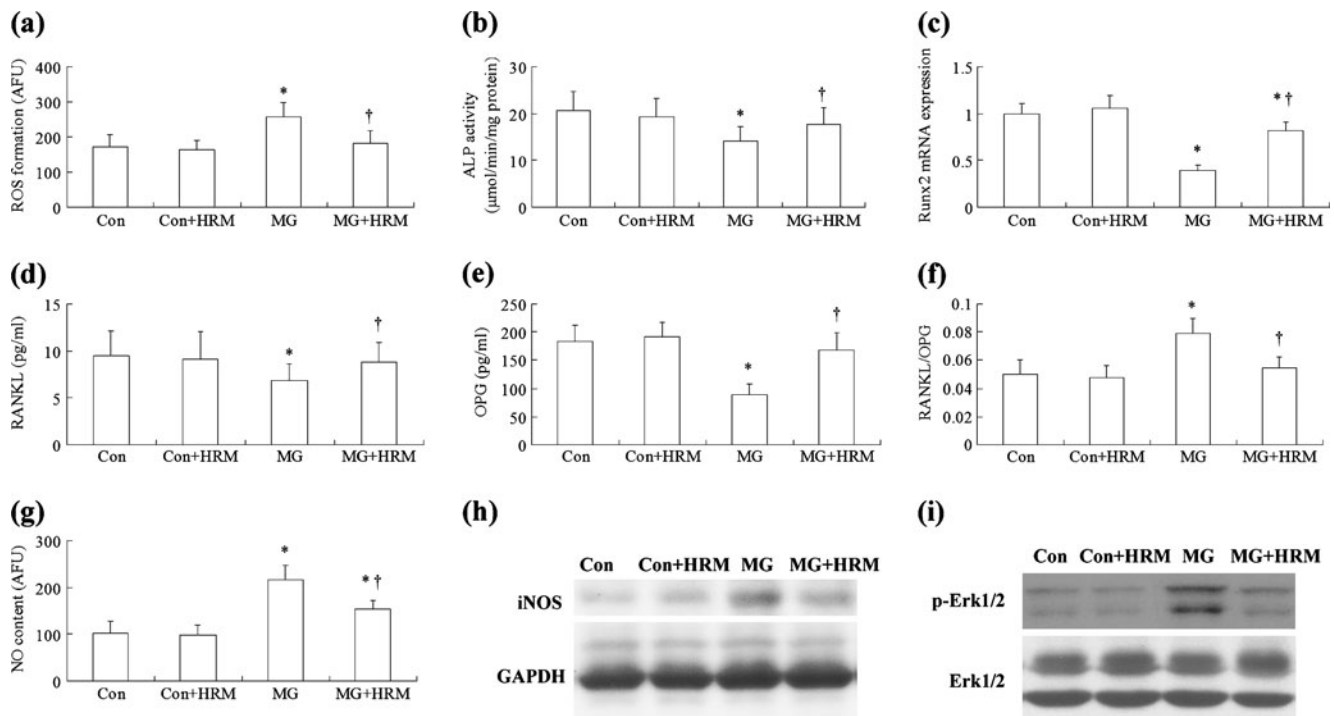 (a)
ROS formation (AFU)
400
300
200
100
0
*
†
Con Con+HRM MG MG+HRM
(b)
ALP activity
(μmol/min/mg protein)
30
20
10
0
*
†
Con Con+HRM MG MG+HRM
(c)
Runx2 mRNA expression
1.5
1
0.5
0
*
* †
Con Con+HRM MG MG+HRM
(d)
RANKL (pg/ml)
15
10
5
0
*
†
Con Con+HRM MG MG+HRM
(e)
OPG (pg/ml)
250
200
150
100
50
0
*
†
Con Con+HRM MG MG+HRM
(f)
RANKL/OPG
0.1
0.08
0.06
0.04
0.02
0
*
†
Con Con+HRM MG MG+HRM
(g)
NO content (AFU)
300
200
100
0
*
* †
Con Con+HRM MG MG+HRM
(h)
Con Con+HRM MG MG+HRM
iNOS
GAPDH
(i)
Con Con+HRM MG MG+HRM
p-Erk1/2
Erk1/2